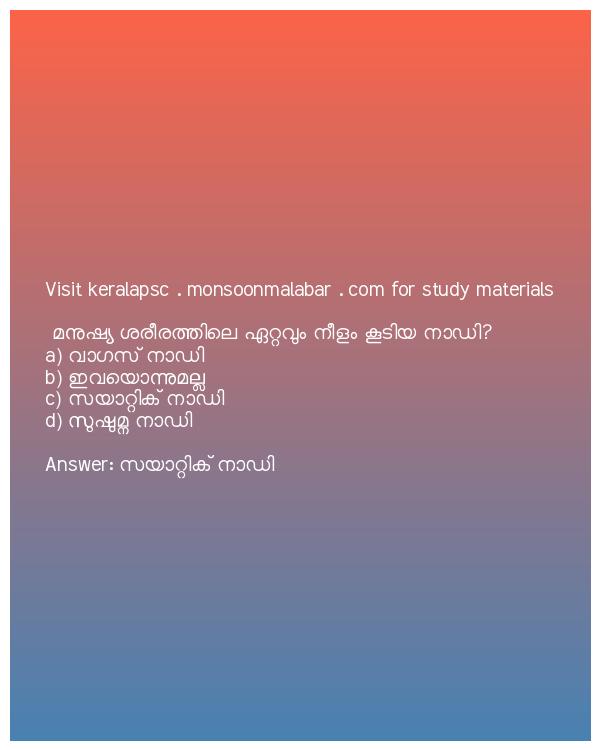 Visit keralapsc . monsoonmalabar . com for study materials
മനുഷ്യ ശരീരത്തിലെ ഏറ്റവും നീളം കൂടിയ നാഡി?
a) വാഗസ് നാഡി
b) ഇവയൊന്നുമല്ല
c) സയാറ്റിക് നാഡി
d) സുഷുമ്ന നാഡി
Answer: സയാറ്റിക് നാഡി